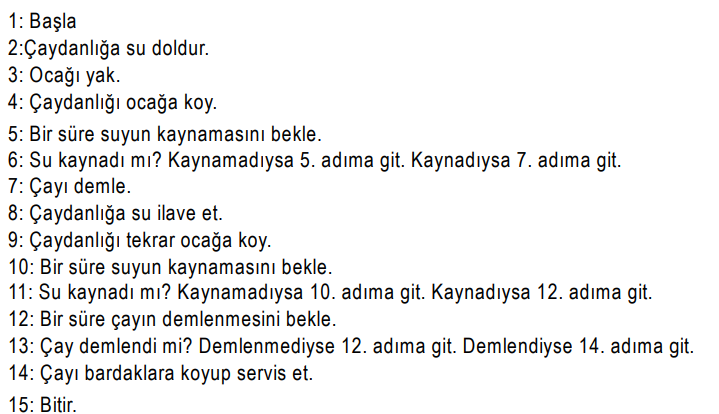 1: Başla
2:Çaydanlığa su doldur.
3: Ocağı yak.
4: Çaydanlığı ocağa koy.
5: Bir süre suyun kaynamasını bekle.
6: Su kaynadı mı? Kaynamadıysa 5. adıma git. Kaynadıysa 7. adıma git.
7: Çayı demle.
8: Çaydanlığa su ilave et.
9: Çaydanlığı tekrar ocağa koy.
10: Bir süre suyun kaynamasını bekle.
11: Su kaynadı mı? Kaynamadıysa 10. adıma git. Kaynadıysa 12. adıma git.
12: Bir süre çayın demlenmesini bekle.
13: Çay demlendi mi? Demlenmediyse 12. adıma git. Demlendiyse 14. adıma git.
14: Çayı bardaklara koyup servis et.
15: Bitir.